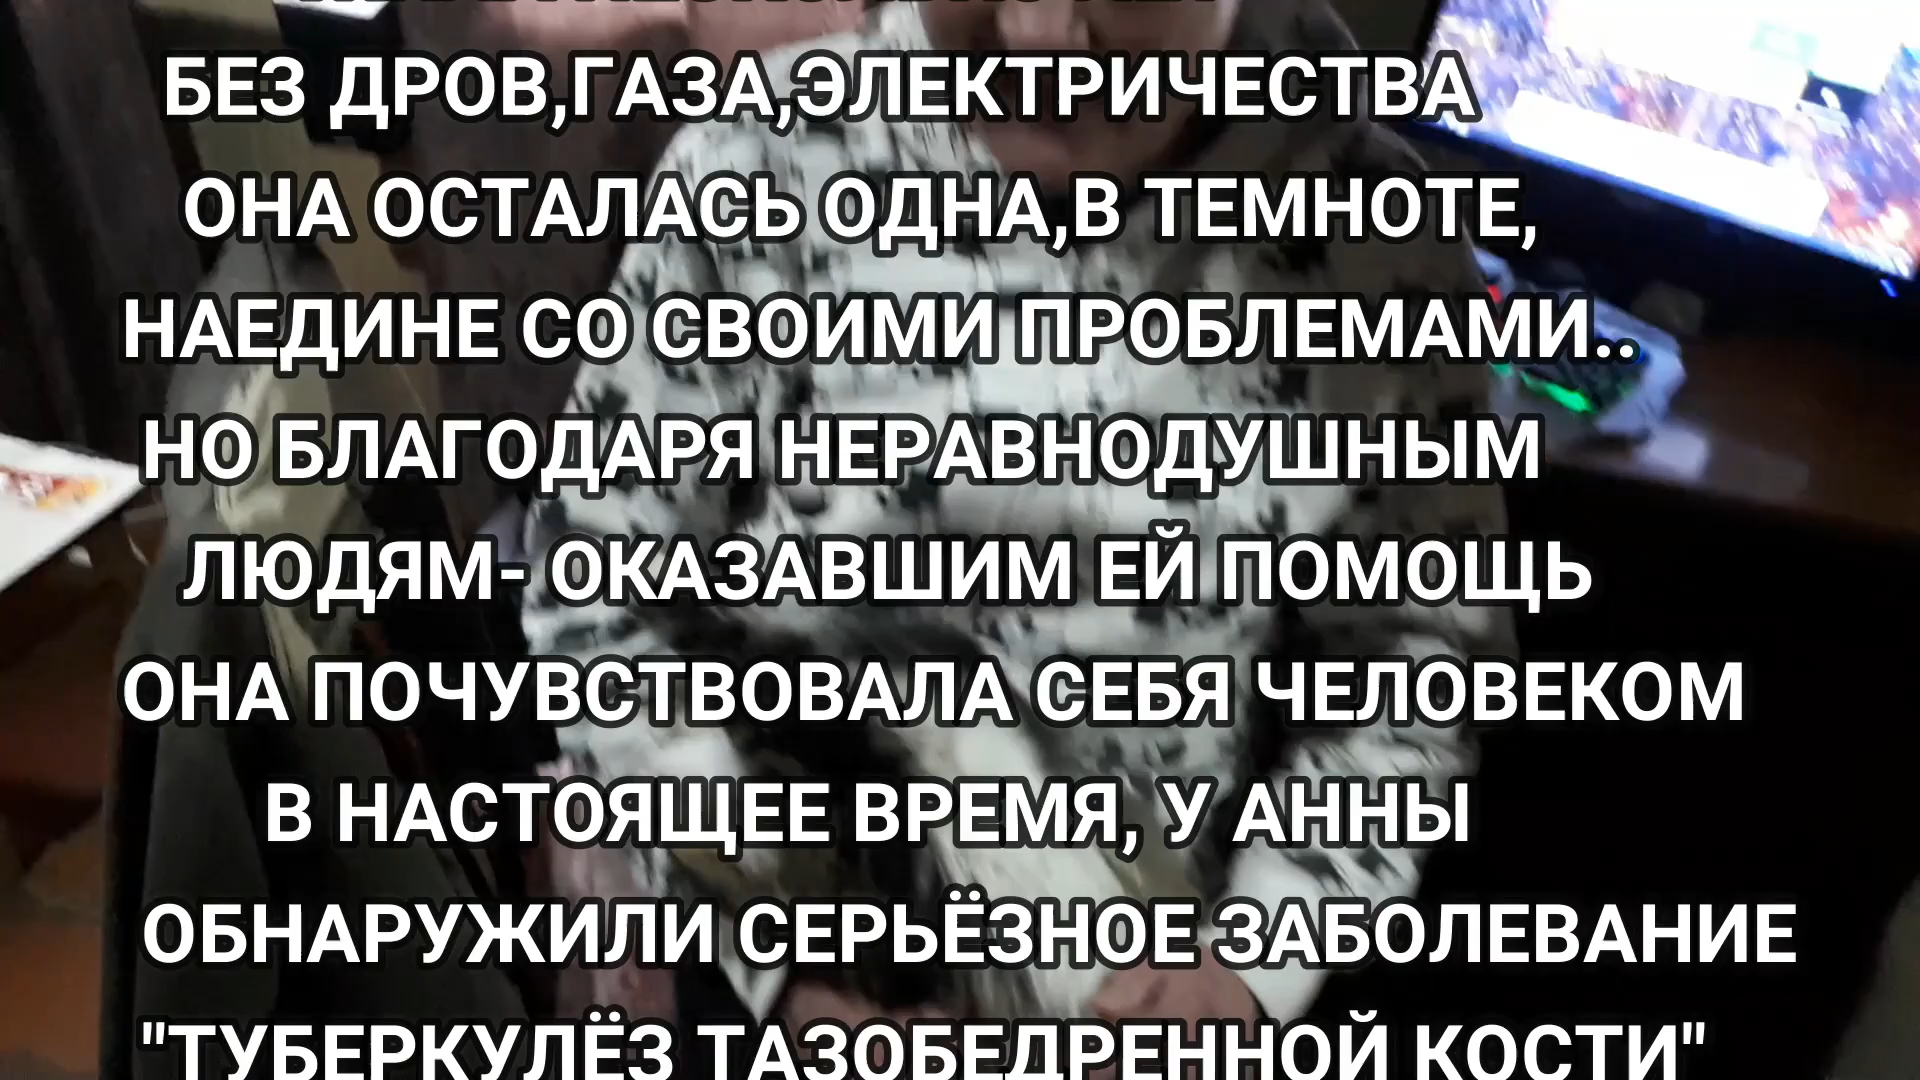 БЕЗ ДРОВ,ГАЗА,ЭЛЕКТРИЧЕСТВА
ОНА ОСТАЛАСЬ ОДНА,В ТЕМНОТЕ,
НАЕДИНЕ СО СВОИМИ ПРОБЛЕМАМИ..
НО БЛАГОДАРЯ НЕРАВНОДУШНЫМ
ЛЮДЯМ- ОКАЗАВШИМ ЕЙ ПОМОЩЬ
ОНА ПОЧУВСТВОВАЛА СЕБЯ ЧЕЛОВЕКОМ
В НАСТОЯЩЕЕ ВРЕМЯ, У АННЫ
ОБНАРУЖИЛИ СЕРЬЁЗНОЕ ЗАБОЛЕВАНИЕ
"ТУБЕРКУЛЁЗ ТАЗОБЕДРЕННОЙ КОСТИ"